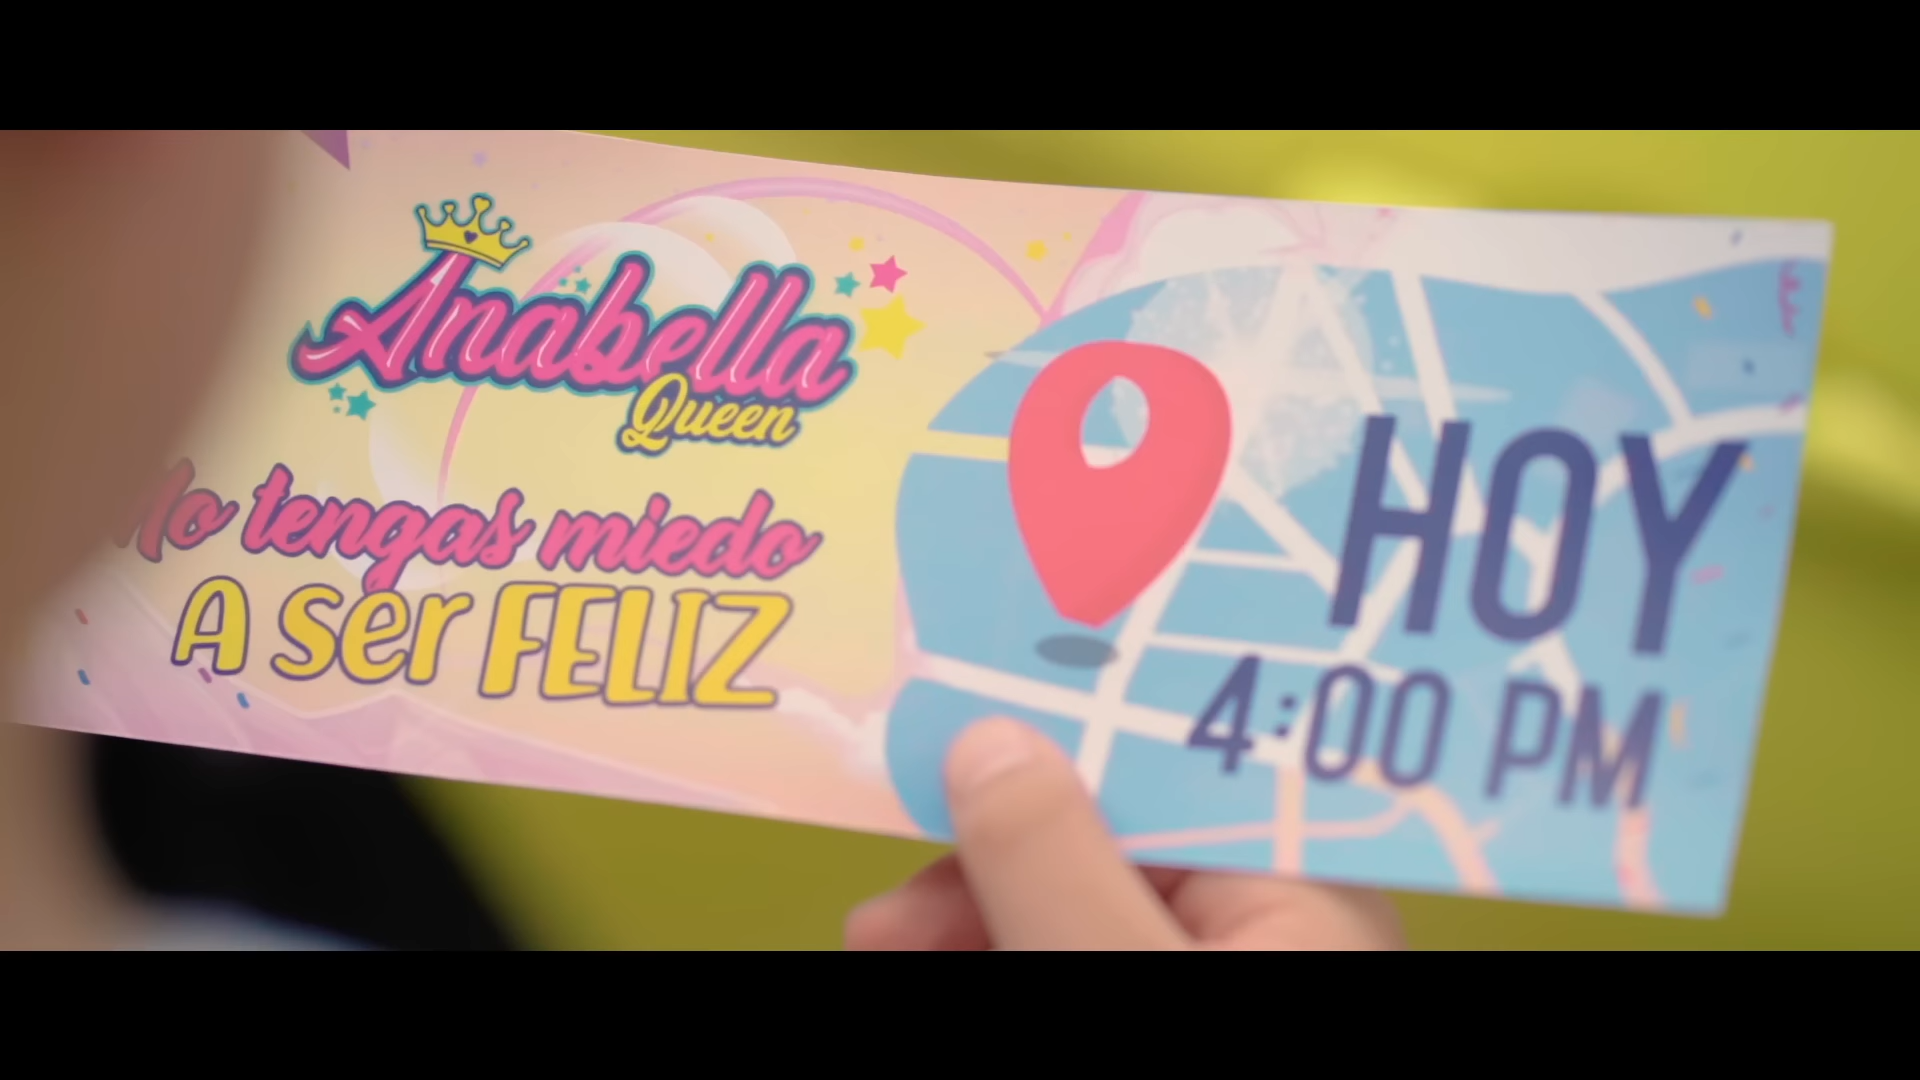 Anabella
Queen
No tengas miedo
A ser FELIZ
HOY
4:00 PM